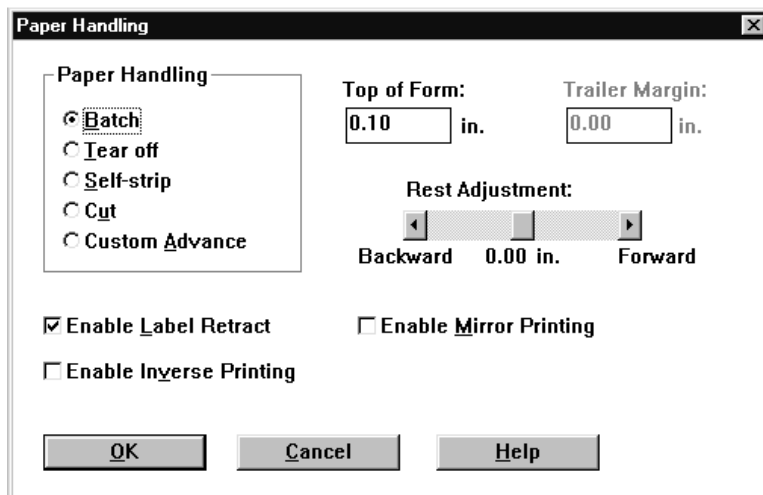 Paper Handling
Paper Handling
Batch
Tear off
Self-strip
Cut
Custom Advance
Top of Form:
0.10 in.
Trailer Margin:
0.00 in.
Rest Adjustment:
Backward 0.00 in. Forward
Enable Label Retract
Enable Mirror Printing
Enable Inverse Printing
OK Cancel Help